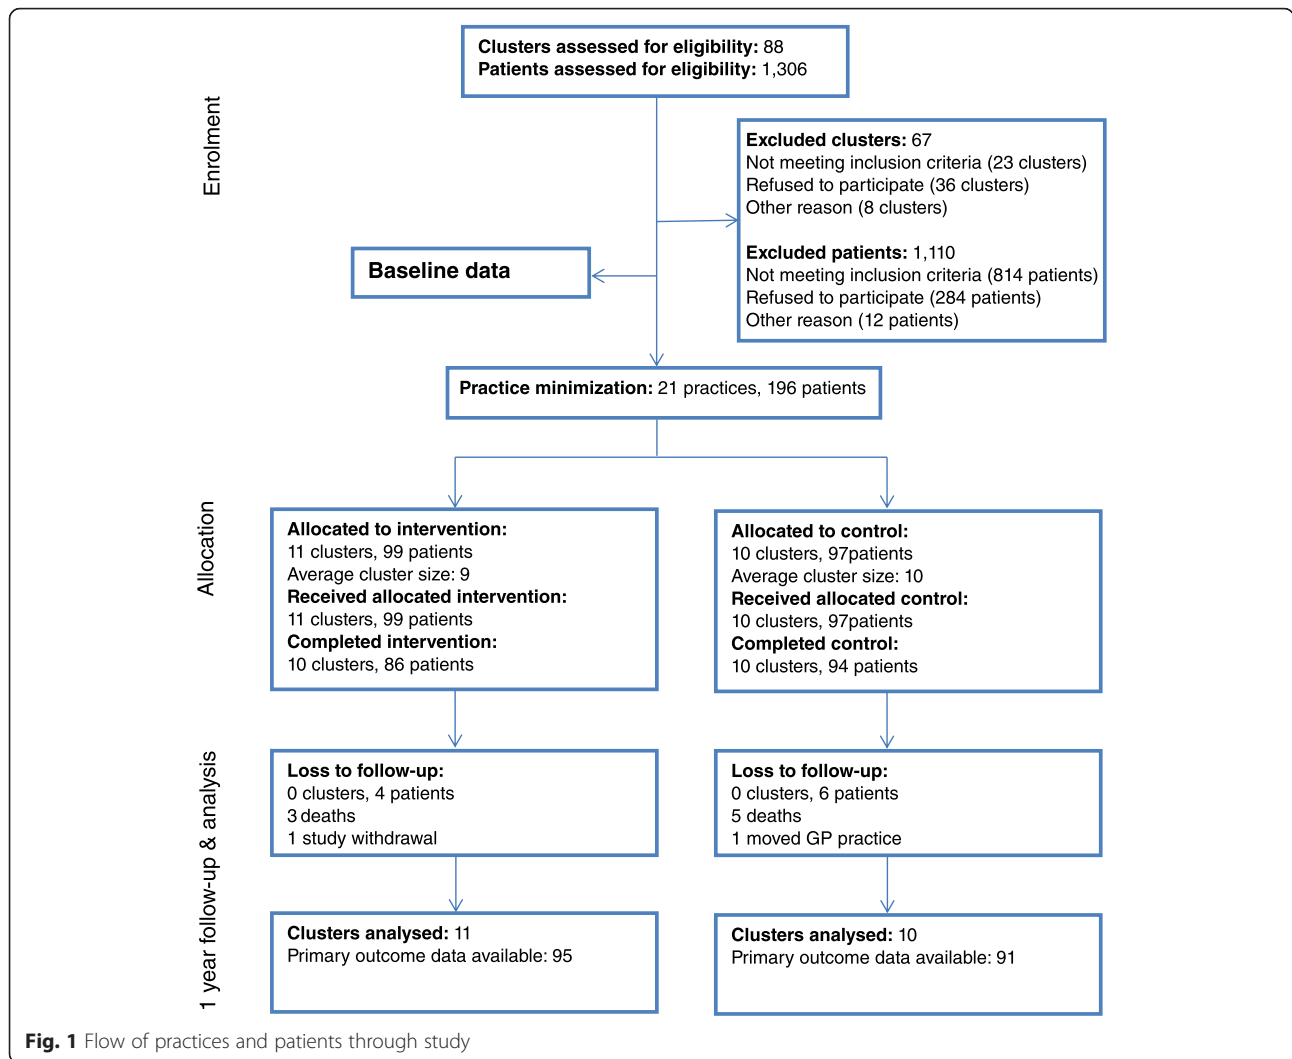 Clusters assessed for eligibility: 88
Patients assessed for eligibility: 1,306
Enrolment
Excluded clusters: 67
Not meeting inclusion criteria (23 clusters)
Refused to participate (36 clusters)
Other reason (8 clusters)
Excluded patients: 1,110
Not meeting inclusion criteria (814 patients)
Refused to participate (284 patients)
Other reason (12 patients)
Baseline data
Practice minimization: 21 practices, 196 patients
Allocation
Allocated to intervention:
11 clusters, 99 patients
Average cluster size: 9
Received allocated intervention:
11 clusters, 99 patients
Completed intervention:
10 clusters, 86 patients
Allocated to control:
10 clusters, 97patients
Average cluster size: 10
Received allocated control:
10 clusters, 97patients
Completed control:
10 clusters, 94 patients
1 year follow-up & analysis
Loss to follow-up:
0 clusters, 4 patients
3 deaths
1 study withdrawal
Loss to follow-up:
0 clusters, 6 patients
5 deaths
1 moved GP practice
Clusters analysed: 11
Primary outcome data available: 95
Clusters analysed: 10
Primary outcome data available: 91
Fig. 1 Flow of practices and patients through study